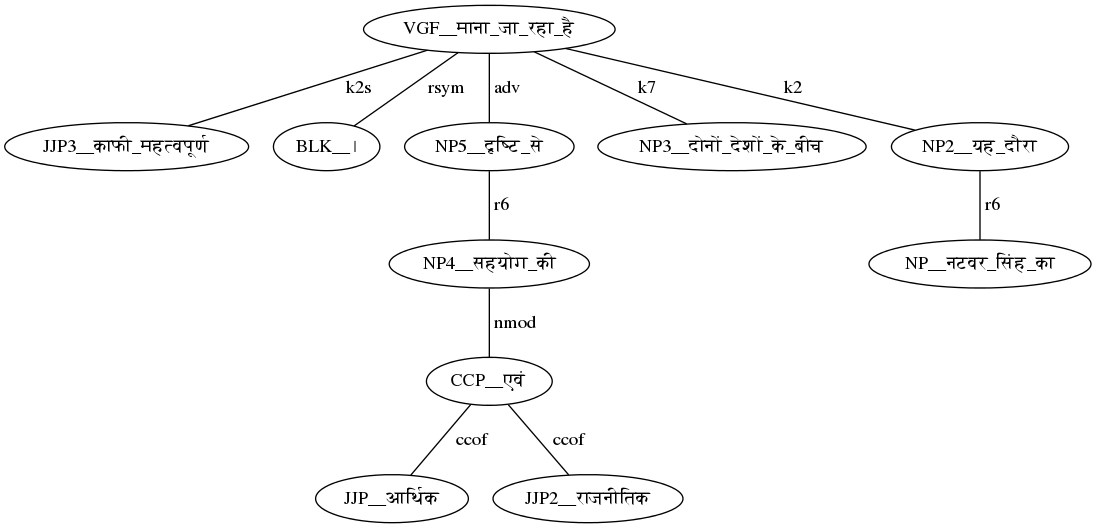 VGF__माना_जा_रहा_है
k2s rsym adv k7 k2
JJP3__काफी_महत्वपूर्ण BLK__। NP5__दृष्टि_से NP3__दोनों_देशों_के_बीच NP2__यह_दौरा
r6 r6
NP4__सहयोग_की NP__नटवर_सिंह_का
nmod
CCP__एवं
ccof ccof
JJP__आर्थिक JJP2__राजनीतिक